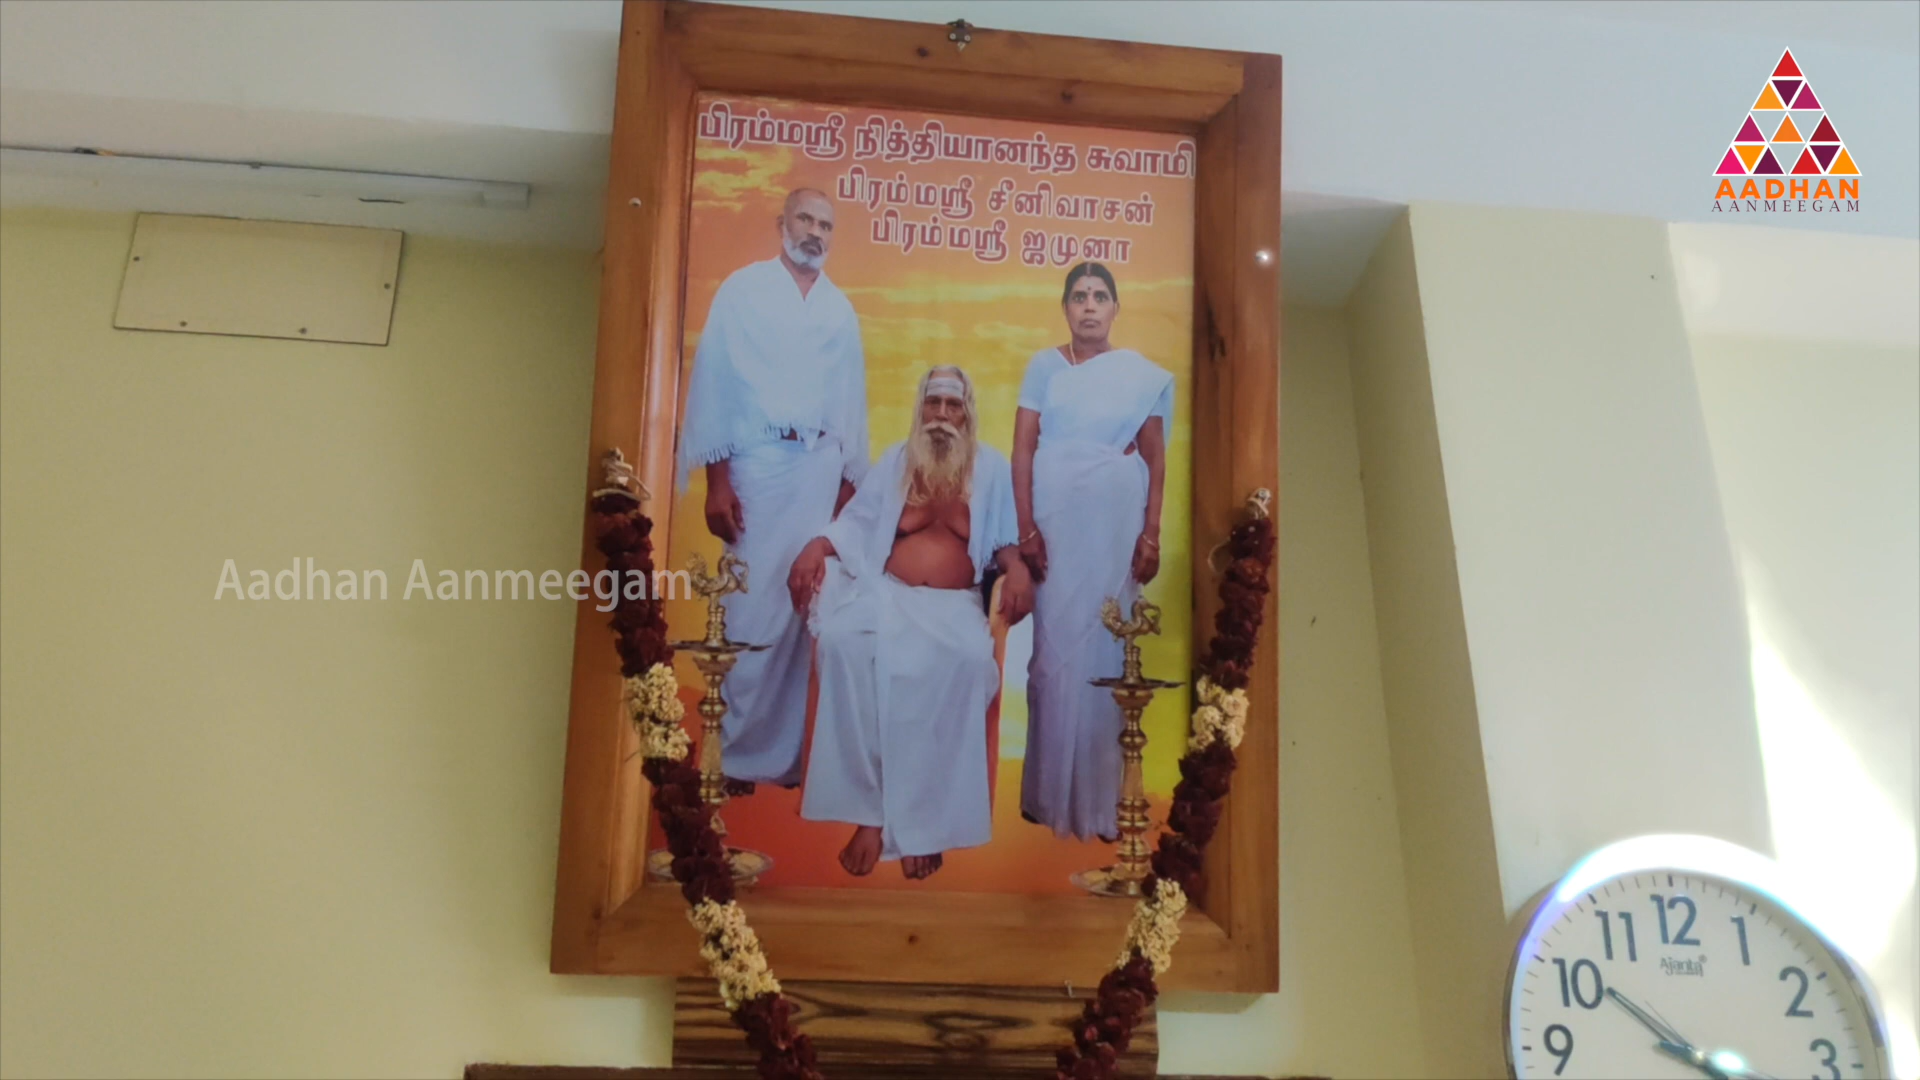 பிரம்மஸ்ரீ நித்தியானந்த சுவாமி
பிரம்மஸ்ரீ சீனிவாசன்
பிரம்மஸ்ரீ ஜமுனா
AADHAN
AANMEEGAM
Aadhan Aanmeegam
11 12 1
10 2
9 3
Ajanta